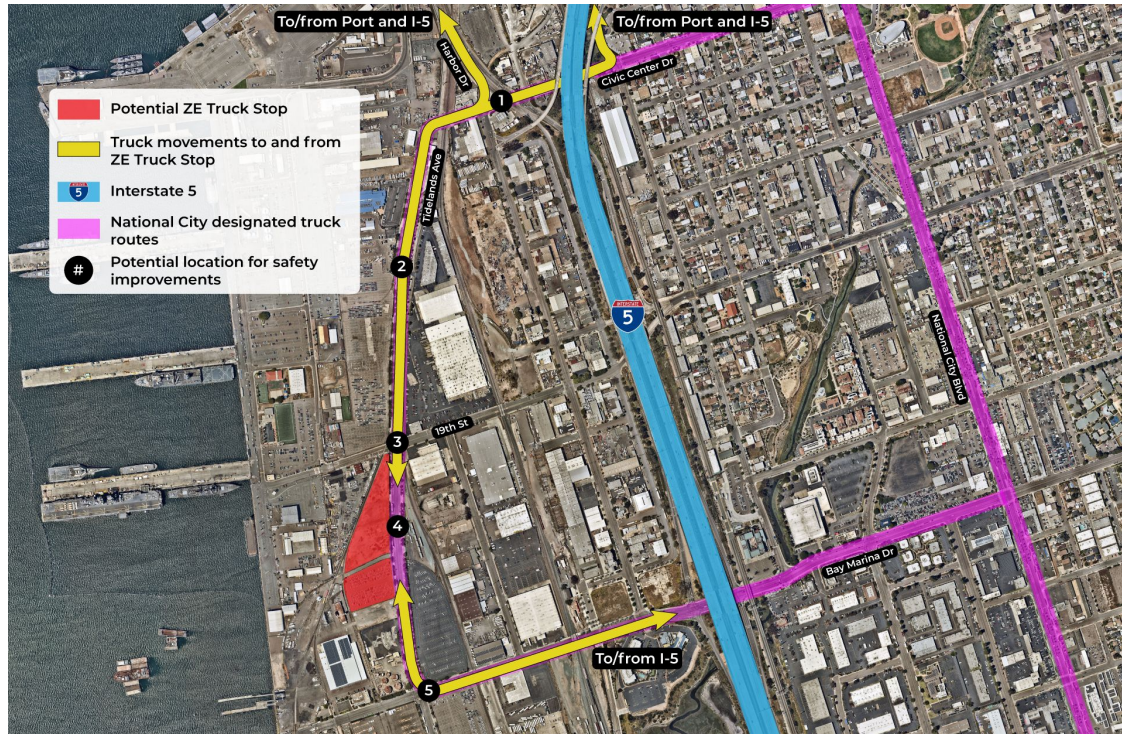 To/from Port and I-5
To/from Port and I-5
Harbor Dr
Civic Center Dr
1
Potential ZE Truck Stop
Truck movements to and from
ZE Truck Stop
5
Interstate 5
National City designated truck
routes
#
Potential location for safety
improvements
Tidelands Ave
2
INTERSTATE
5
National City Blvd
19th St
3
4
Bay Marina Dr
To/from I-5
5